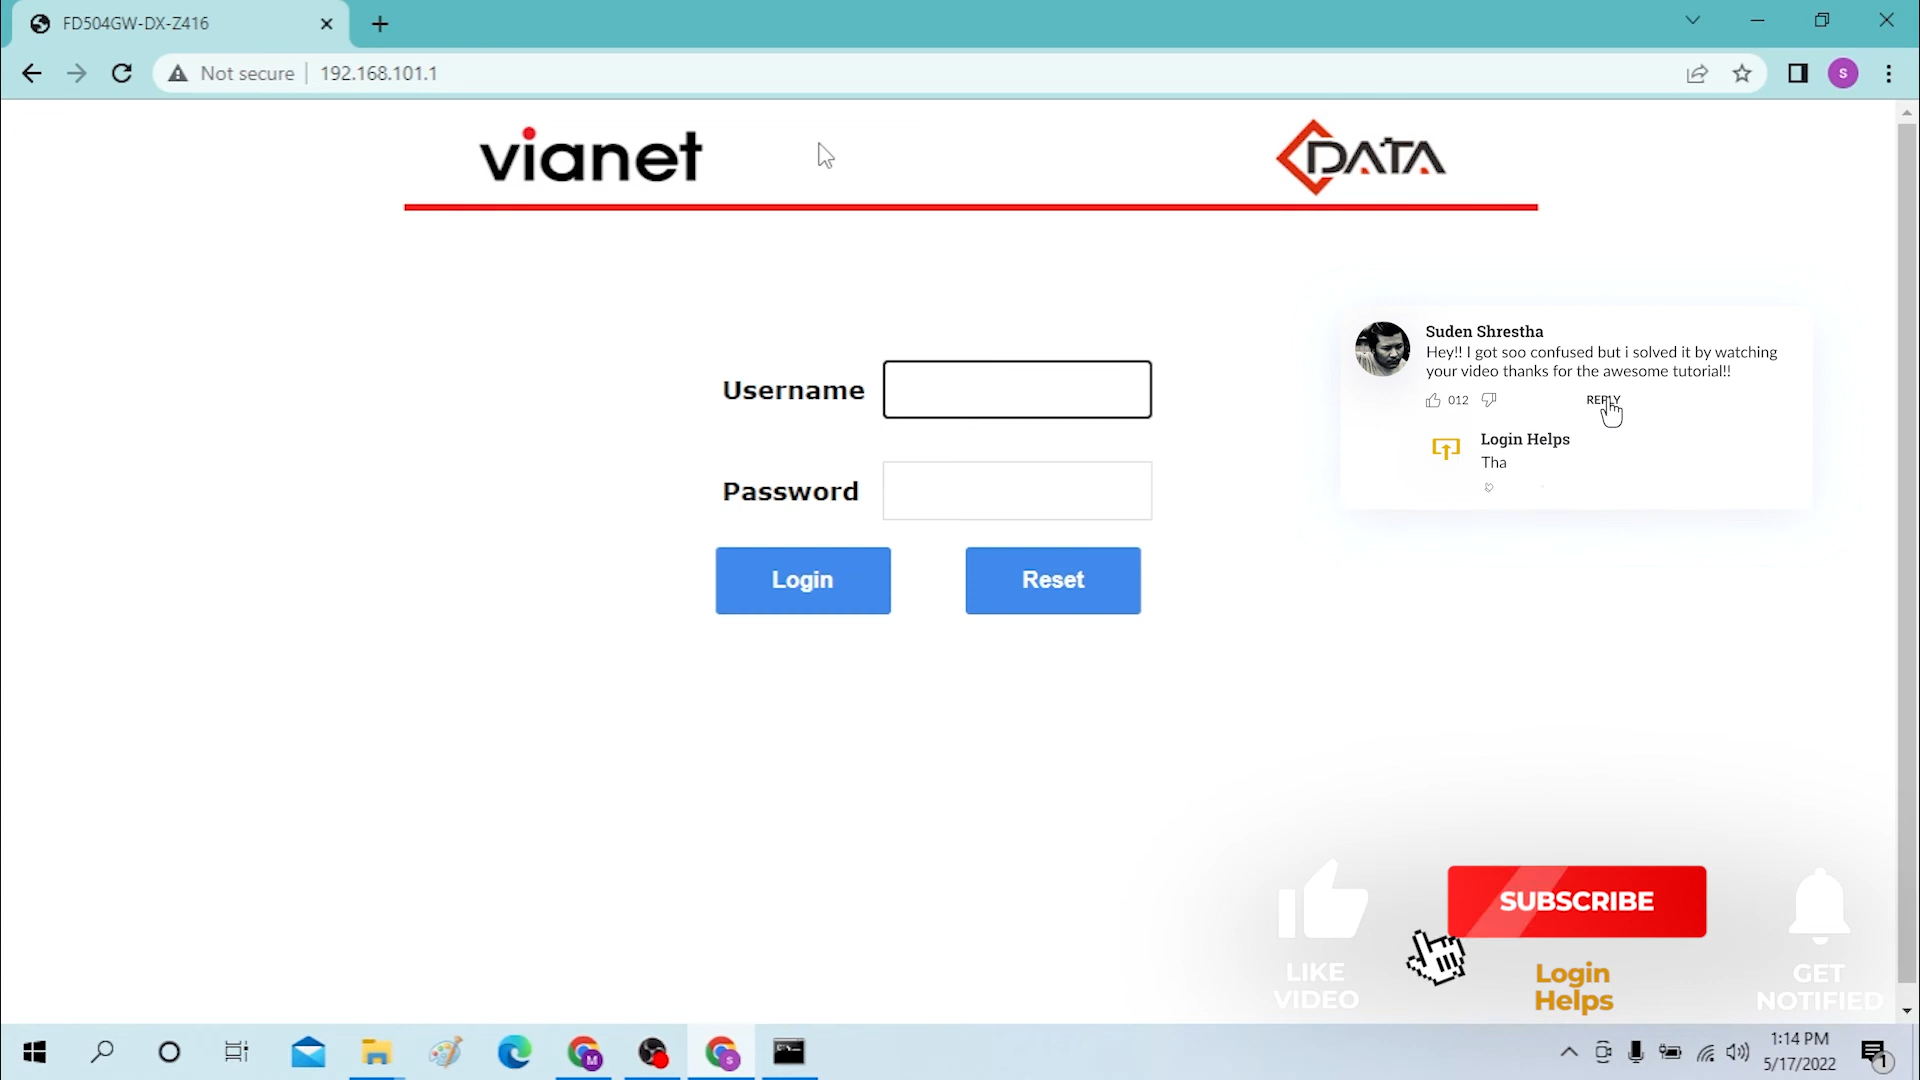 FD504GW-DX-Z416
Not secure
192.168.101.1
S
vianet
DATA
Username
Password
Login
Reset
Suden Shrestha
Hey!! I got soo confused but i solved it by watching
your video thanks for the awesome tutorial!!
012
REPLY
Login Helps
Tha
SUBSCRIBE
LIKE
VIDEO
Login
Helps
GET
NOTIFIED
M
S
1:14 PM
5/17/2022
1